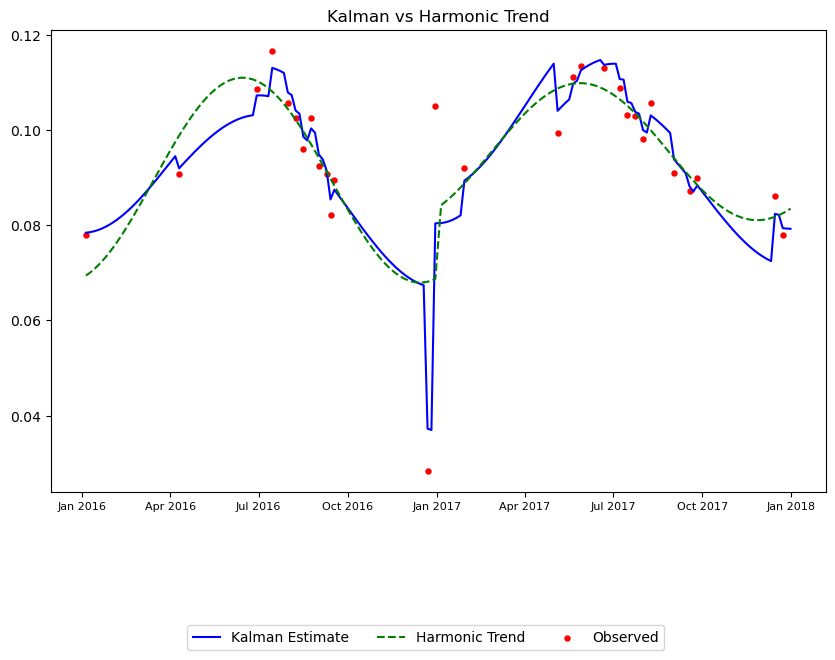 Kalman vs Harmonic Trend
0.12
0.10
0.08
0.06
0.04
Jan 2016 Apr 2016 Jul 2016 Oct 2016 Jan 2017 Apr 2017 Jul 2017 Oct 2017 Jan 2018
Kalman Estimate Harmonic Trend Observed